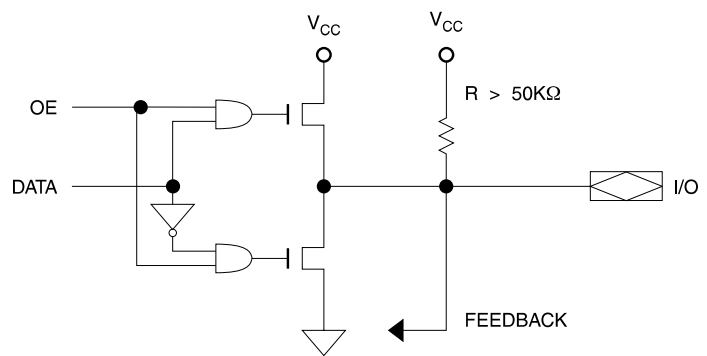 V_CC
V_CC
OE
R > 50KΩ
DATA
I/O
FEEDBACK